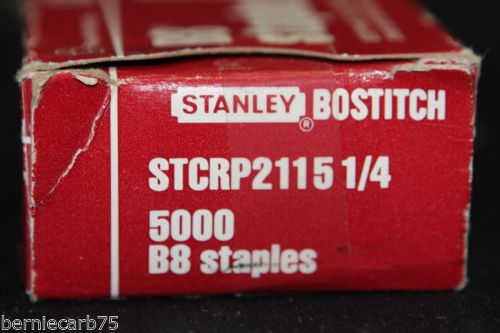 STANLEY® BOSTITCH
STCRP2115 1/4
5000
B8 staples
berniecarb75